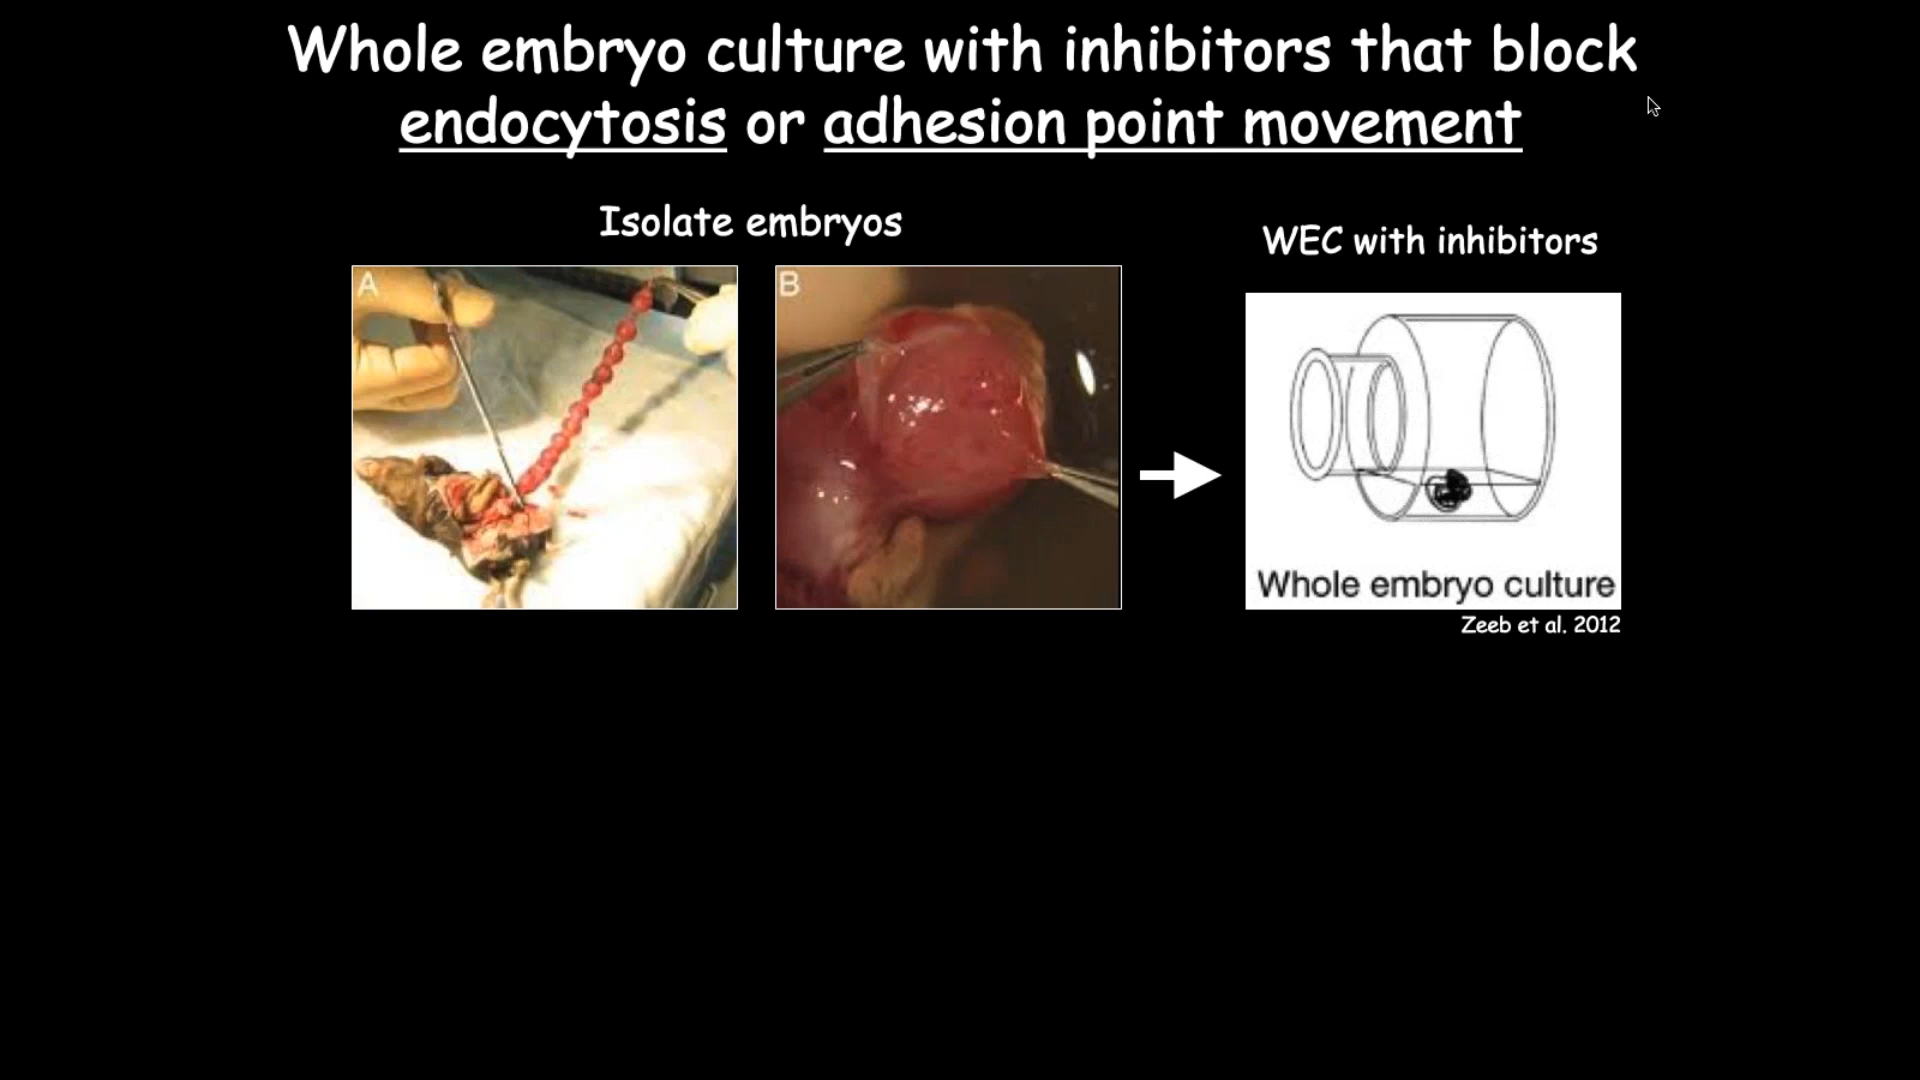 Whole embryo culture with inhibitors that block
endocytosis or adhesion point movement
Isolate embryos
WEC with inhibitors
A
B
Whole embryo culture
Zeeb et al. 2012